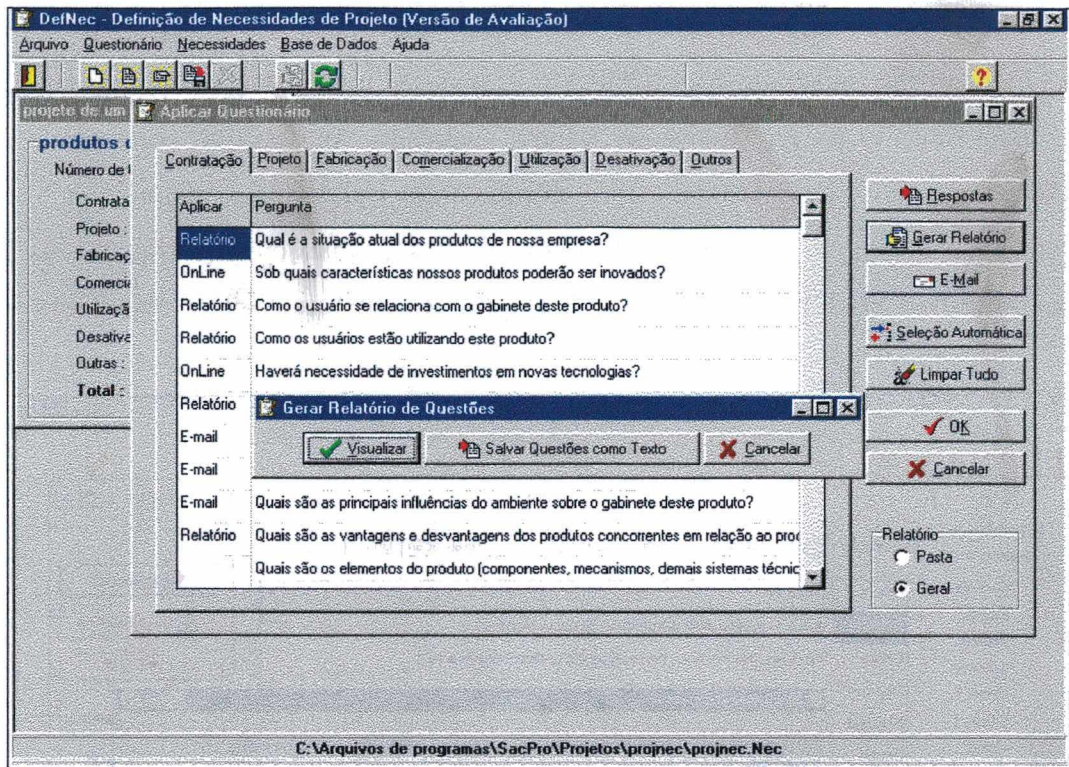 DefNec - Definição de Necessidades de Projeto (Versão de Avaliação)
Arquivo Questionário Necessidades Base de Dados Ajuda
projeto de um
Aplicar Questionário
produtos
Número de
Contrata
Projeto :
Fabricaç
Comercia
Utilizaçã
Desativa
Outras :
Total :
Contratação Projeto Fabricação Comercialização Utilização Desativação Outros
Aplicar Pergunta
Relatório Qual é a situação atual dos produtos de nossa empresa?
OnLine Sob quais características nossos produtos poderão ser inovados?
Relatório Como o usuário se relaciona com o gabinete deste produto?
Relatório Como os usuários estão utilizando este produto?
OnLine Haverá necessidade de investimentos em novas tecnologias?
Relatório
E-mail
E-mail
E-mail Quais são as principais influências do ambiente sobre o gabinete deste produto?
Relatório Quais são as vantagens e desvantagens dos produtos concorrentes em relação ao prod
Quais são os elementos do produto (componentes, mecanismos, demais sistemas técnic
Gerar Relatório de Questões
Visualizar Salvar Questões como Texto Cancelar
Respostas
Gerar Relatório
E-Mail
Seleção Automática
Limpar Tudo
OK
Cancelar
Relatório
Pasta
Geral
C:\Arquivos de programas\SacPro\Projetos\projnec\projnec.Nec